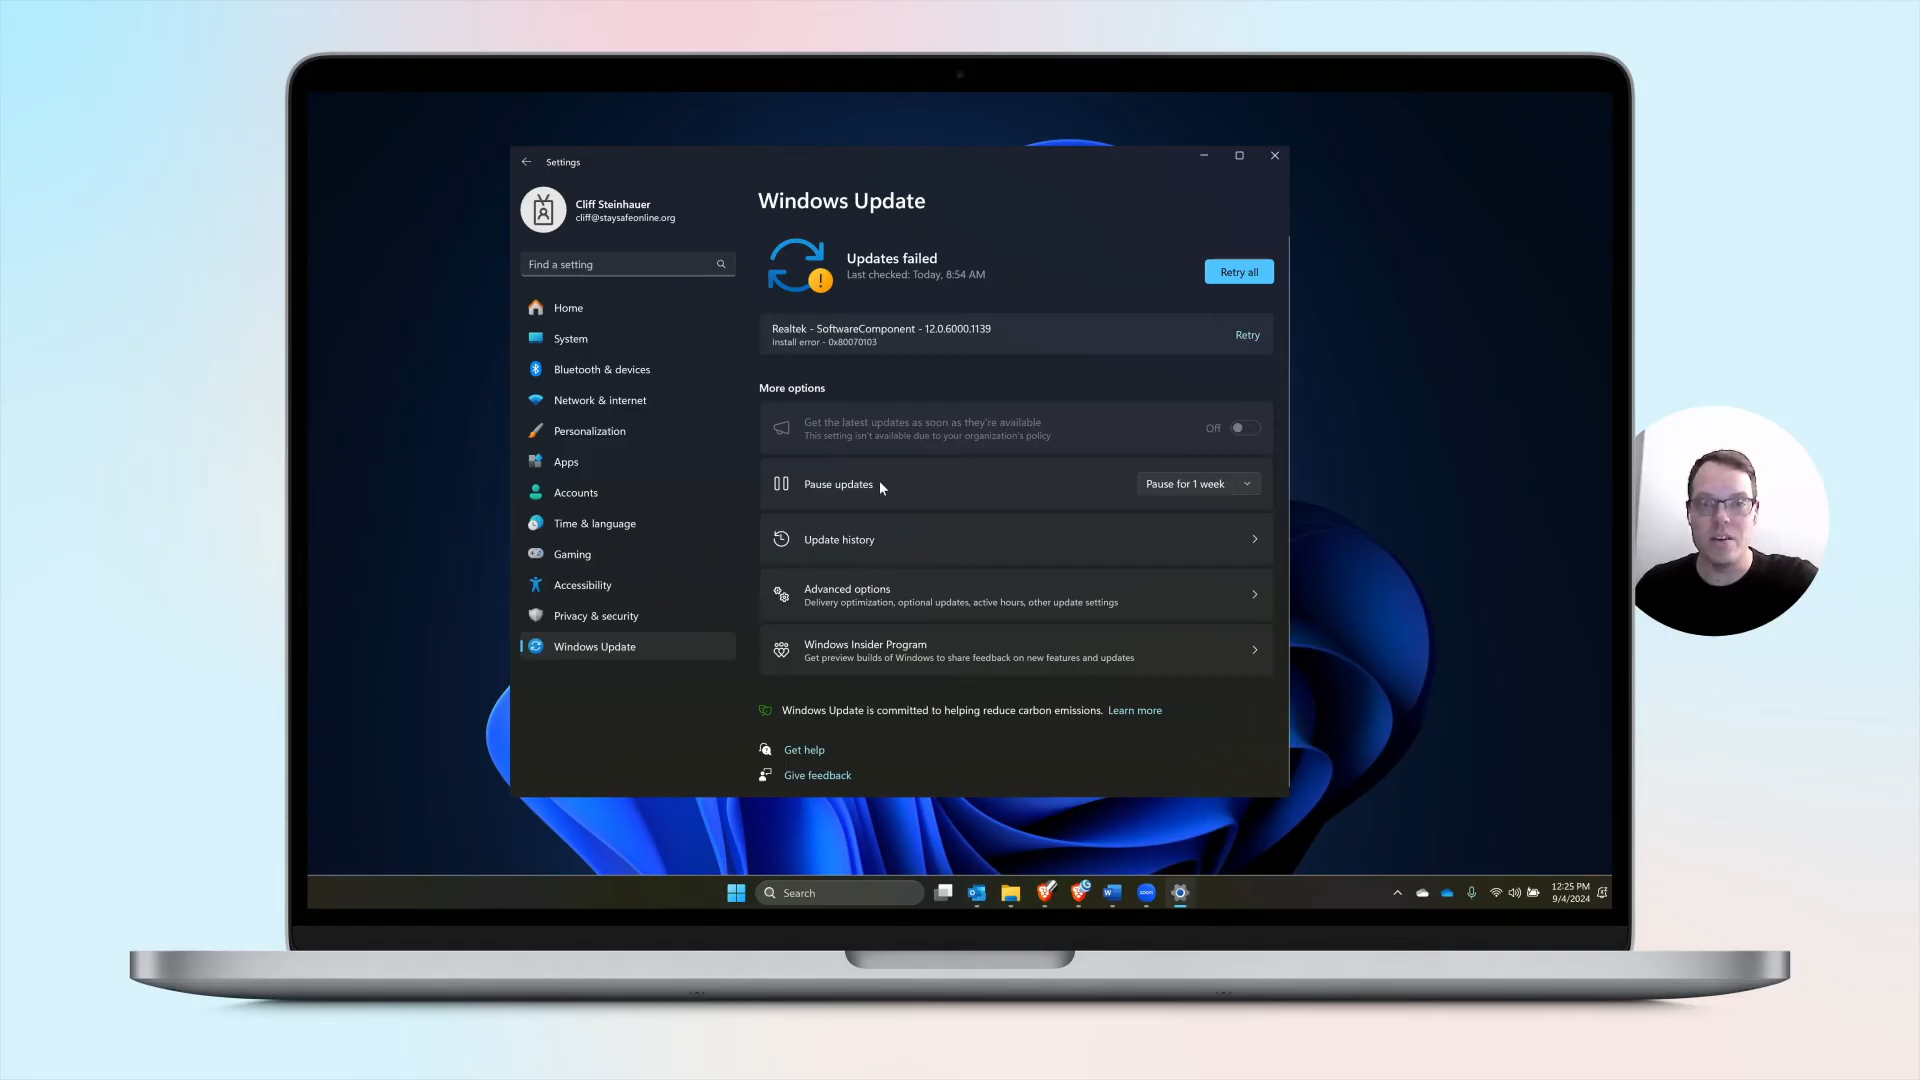 Settings
Cliff Steinhauer
cliff@staysafeonline.org
Find a setting
Home
System
Bluetooth & devices
Network & internet
Personalization
Apps
Accounts
Time & language
Gaming
Accessibility
Privacy & security
Windows Update
Windows Update
Updates failed
Last checked: Today, 8:54 AM
Retry all
Realtek - SoftwareComponent - 12.0.6000.1139
Install error - 0x80070103
Retry
More options
Get the latest updates as soon as they're available
This setting isn't available due to your organization's policy
Off
Pause updates
Pause for 1 week
Update history
Advanced options
Delivery optimization, optional updates, active hours, other update settings
Windows Insider Program
Get preview builds of Windows to share feedback on new features and updates
Windows Update is committed to helping reduce carbon emissions. Learn more
Get help
Give feedback
Search
zoom
12:25 PM
9/4/2024